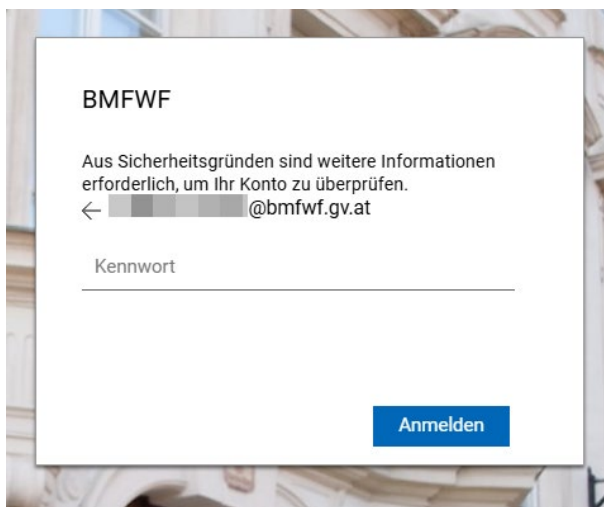 BMFWF
Aus Sicherheitsgründen sind weitere Informationen
erforderlich, um Ihr Konto zu überprüfen.
@bmfwf.gv.at
Kennwort
Anmelden